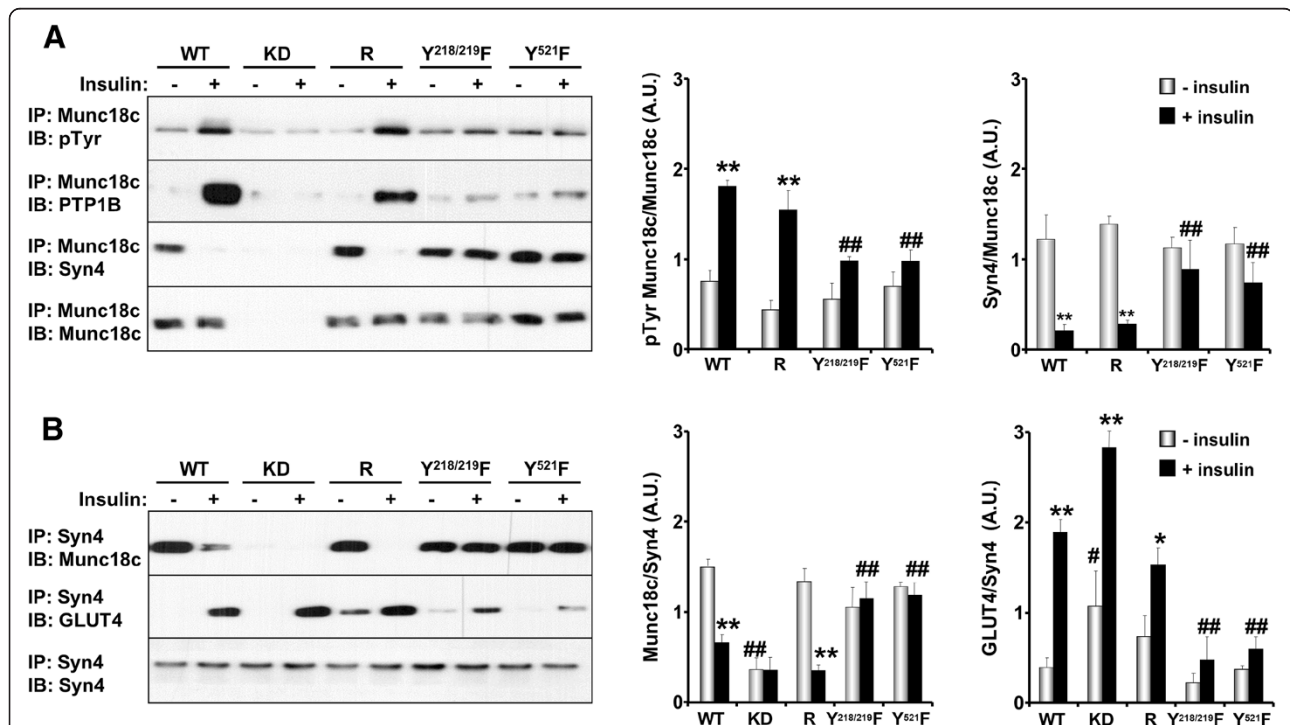 A
WT KD R Y218/219F Y521F
Insulin: - + - + - + - + - +
IP: Munc18c
IB: pTyr
IP: Munc18c
IB: PTP1B
IP: Munc18c
IB: Syn4
IP: Munc18c
IB: Munc18c
pTyr Munc18c/Munc18c (A.U.)
3
2
1
0
** ** ## ##
WT R Y218/219F Y521F
Syn4/Munc18c (A.U.)
3
2
1
0
- insulin
+ insulin
** ** ## ##
WT R Y218/219F Y521F
B
WT KD R Y218/219F Y521F
Insulin: - + - + - + - + - +
IP: Syn4
IB: Munc18c
IP: Syn4
IB: GLUT4
IP: Syn4
IB: Syn4
Munc18c/Syn4 (A.U.)
3
2
1
0
** ## ** ## ##
WT KD R Y218/219F Y521F
GLUT4/Syn4 (A.U.)
3
2
1
0
- insulin
+ insulin
** # ** * ## ##
WT KD R Y218/219F Y521F